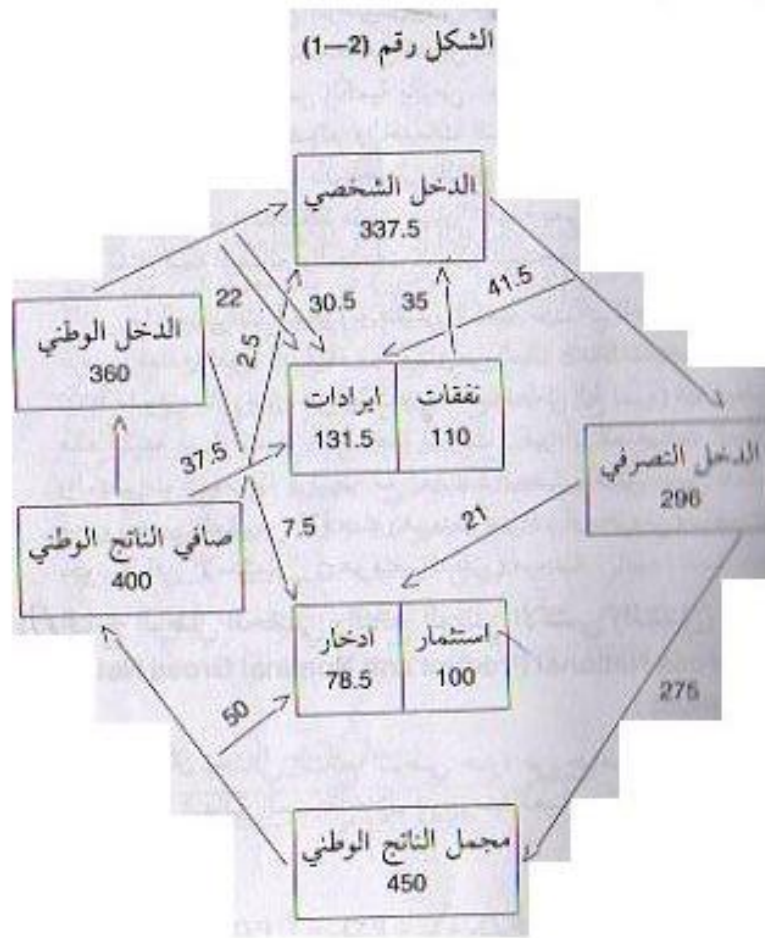 الشكل رقم (2—1)
الدخل الشخصي
337.5
22
30.5
35
41.5
2.5
الدخل الوطني
360
ايرادات
131.5
نفقات
110
الدخل التصرفي
296
37.5
صافي الناتج الوطني
400
7.5
21
ادخار
78.5
استثمار
100
50
275
مجمل الناتج الوطني
450